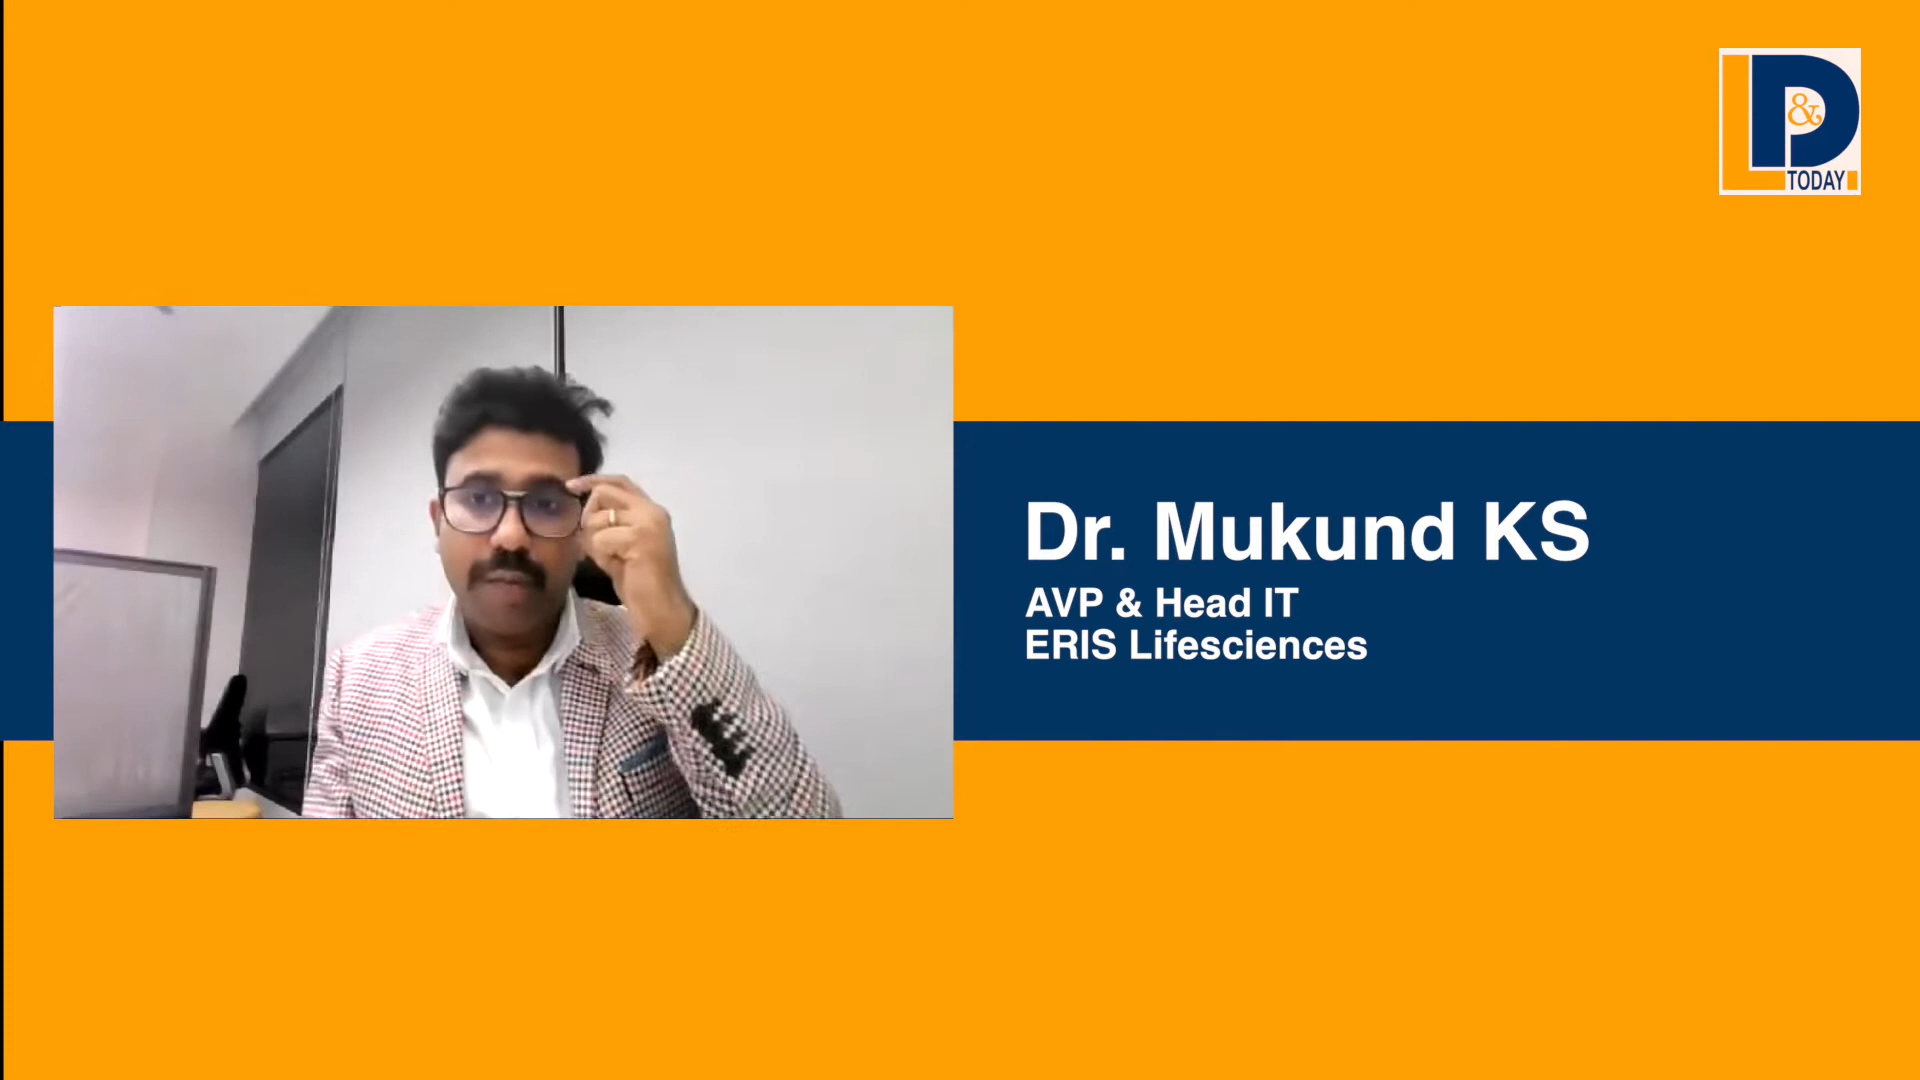 L&D
TODAY
Dr. Mukund KS
AVP & Head IT
ERIS Lifesciences